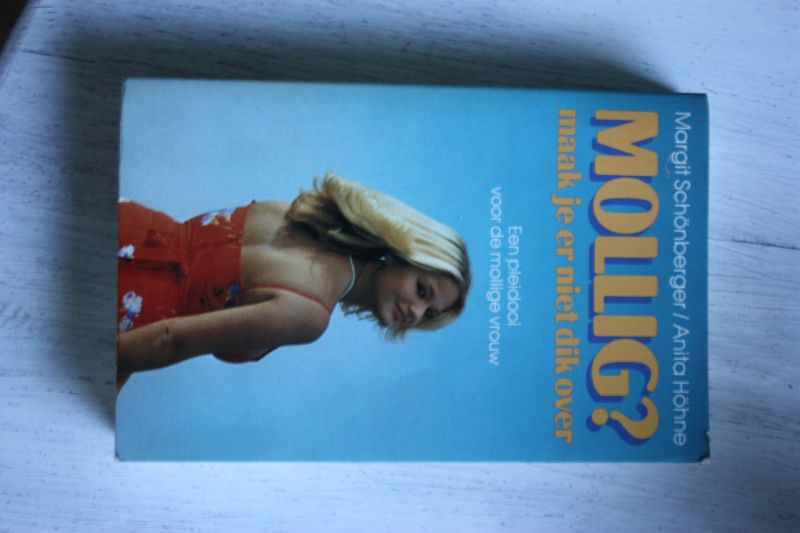 Margit Schönberger / Anita Höhne
MOLLIG?
maak je er niet dik over
Een pleidooi
voor de mollige vrouw